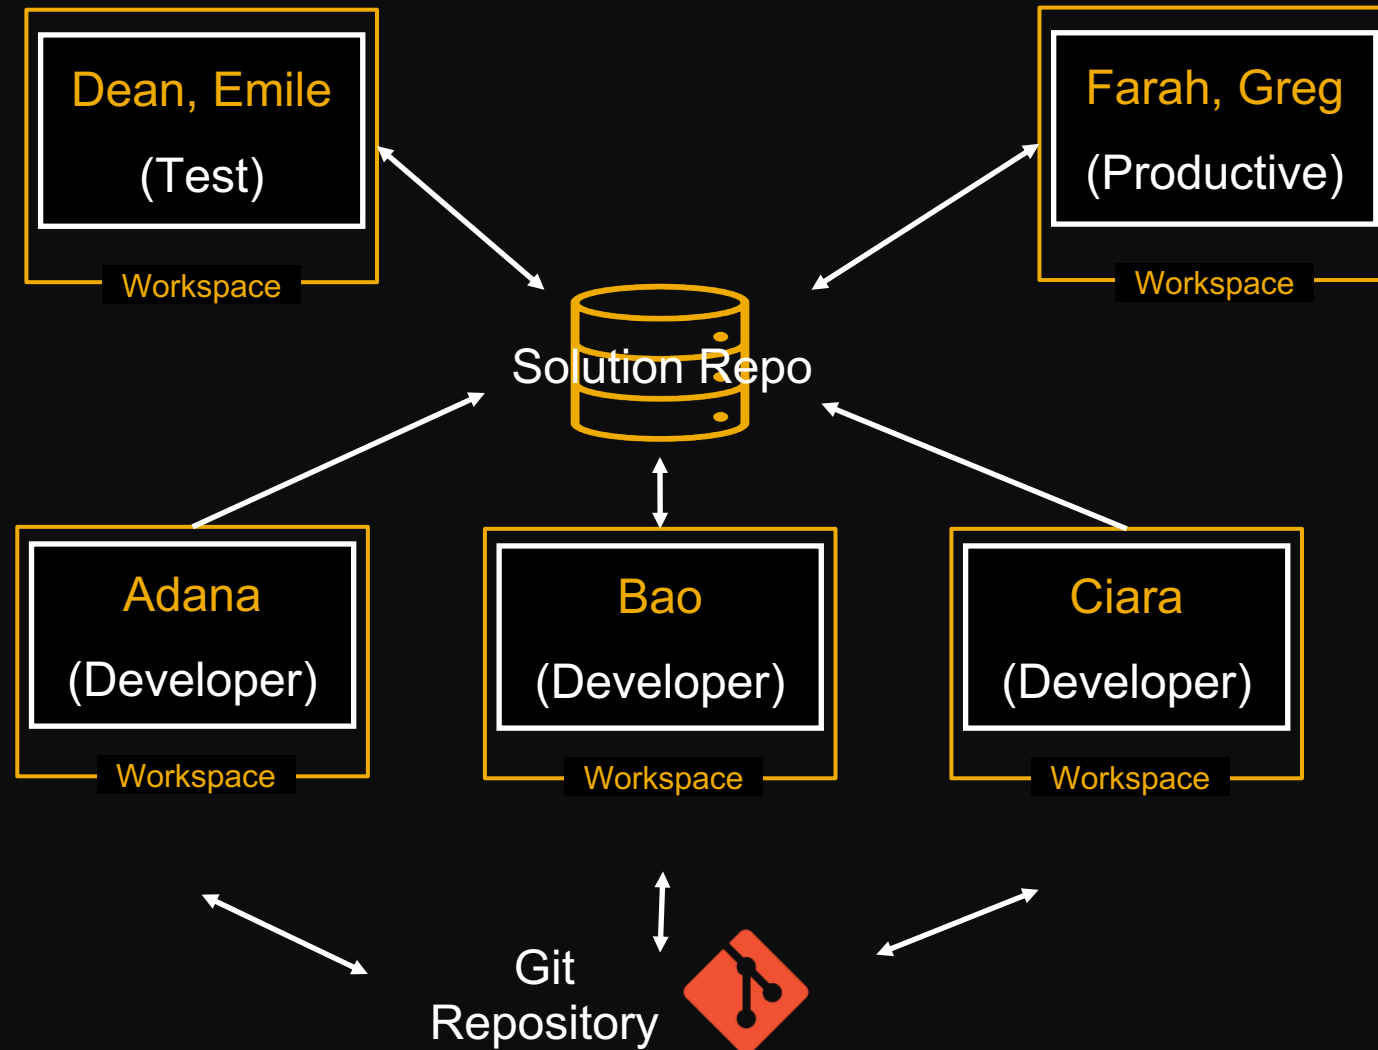 Dean, Emile
(Test)
Workspace
Farah, Greg
(Productive)
Workspace
Solution Repo
Adana
(Developer)
Workspace
Bao
(Developer)
Workspace
Ciara
(Developer)
Workspace
Git
Repository